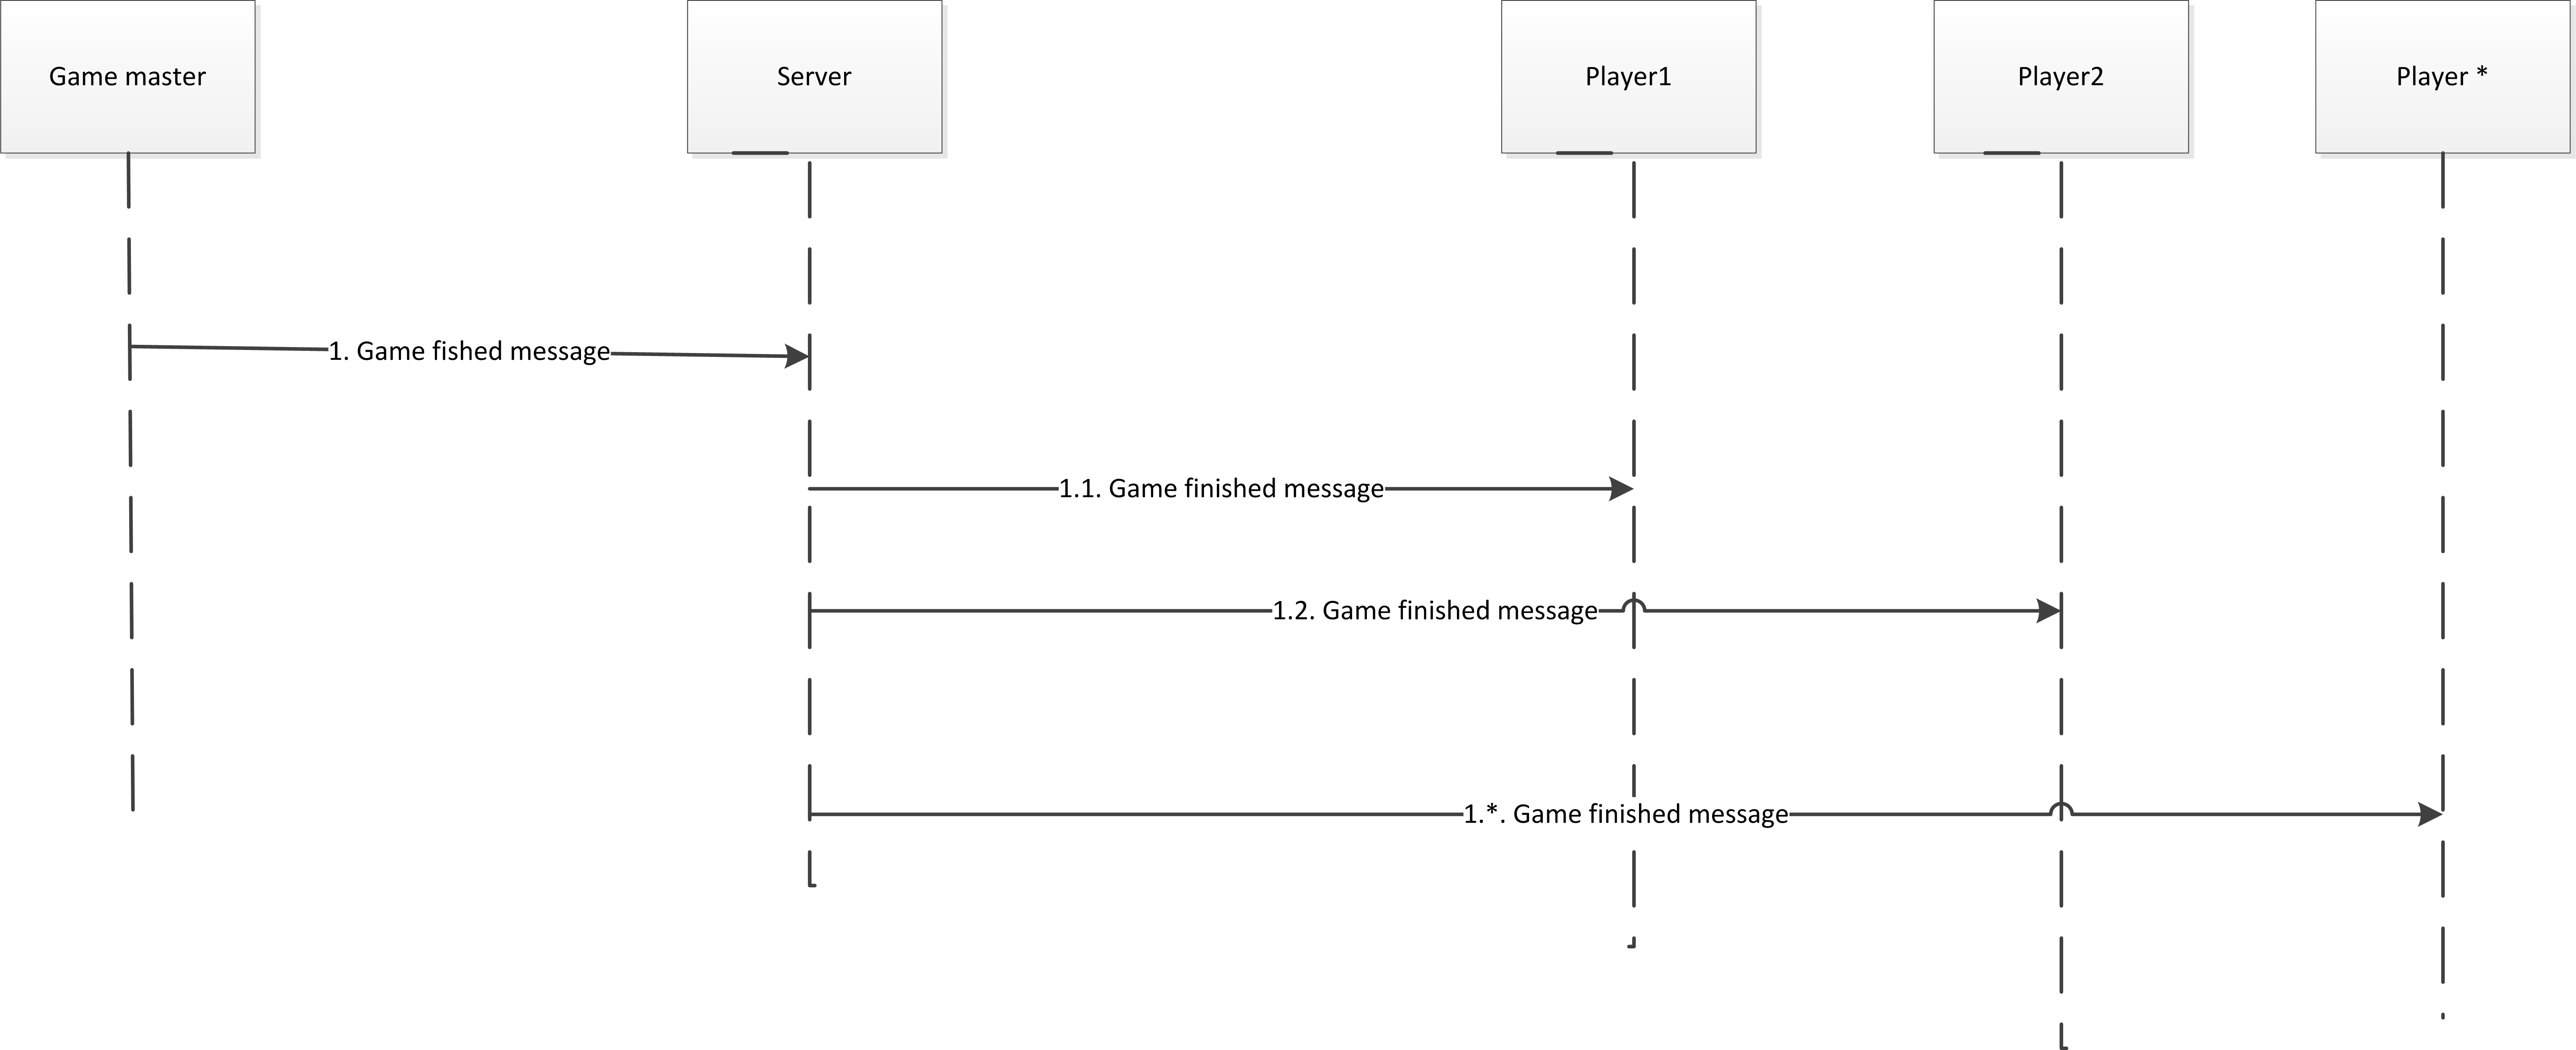 Game master
Server
Player1
Player2
Player *
1. Game fished message
1.1. Game finished message
1.2. Game finished message
1.*. Game finished message